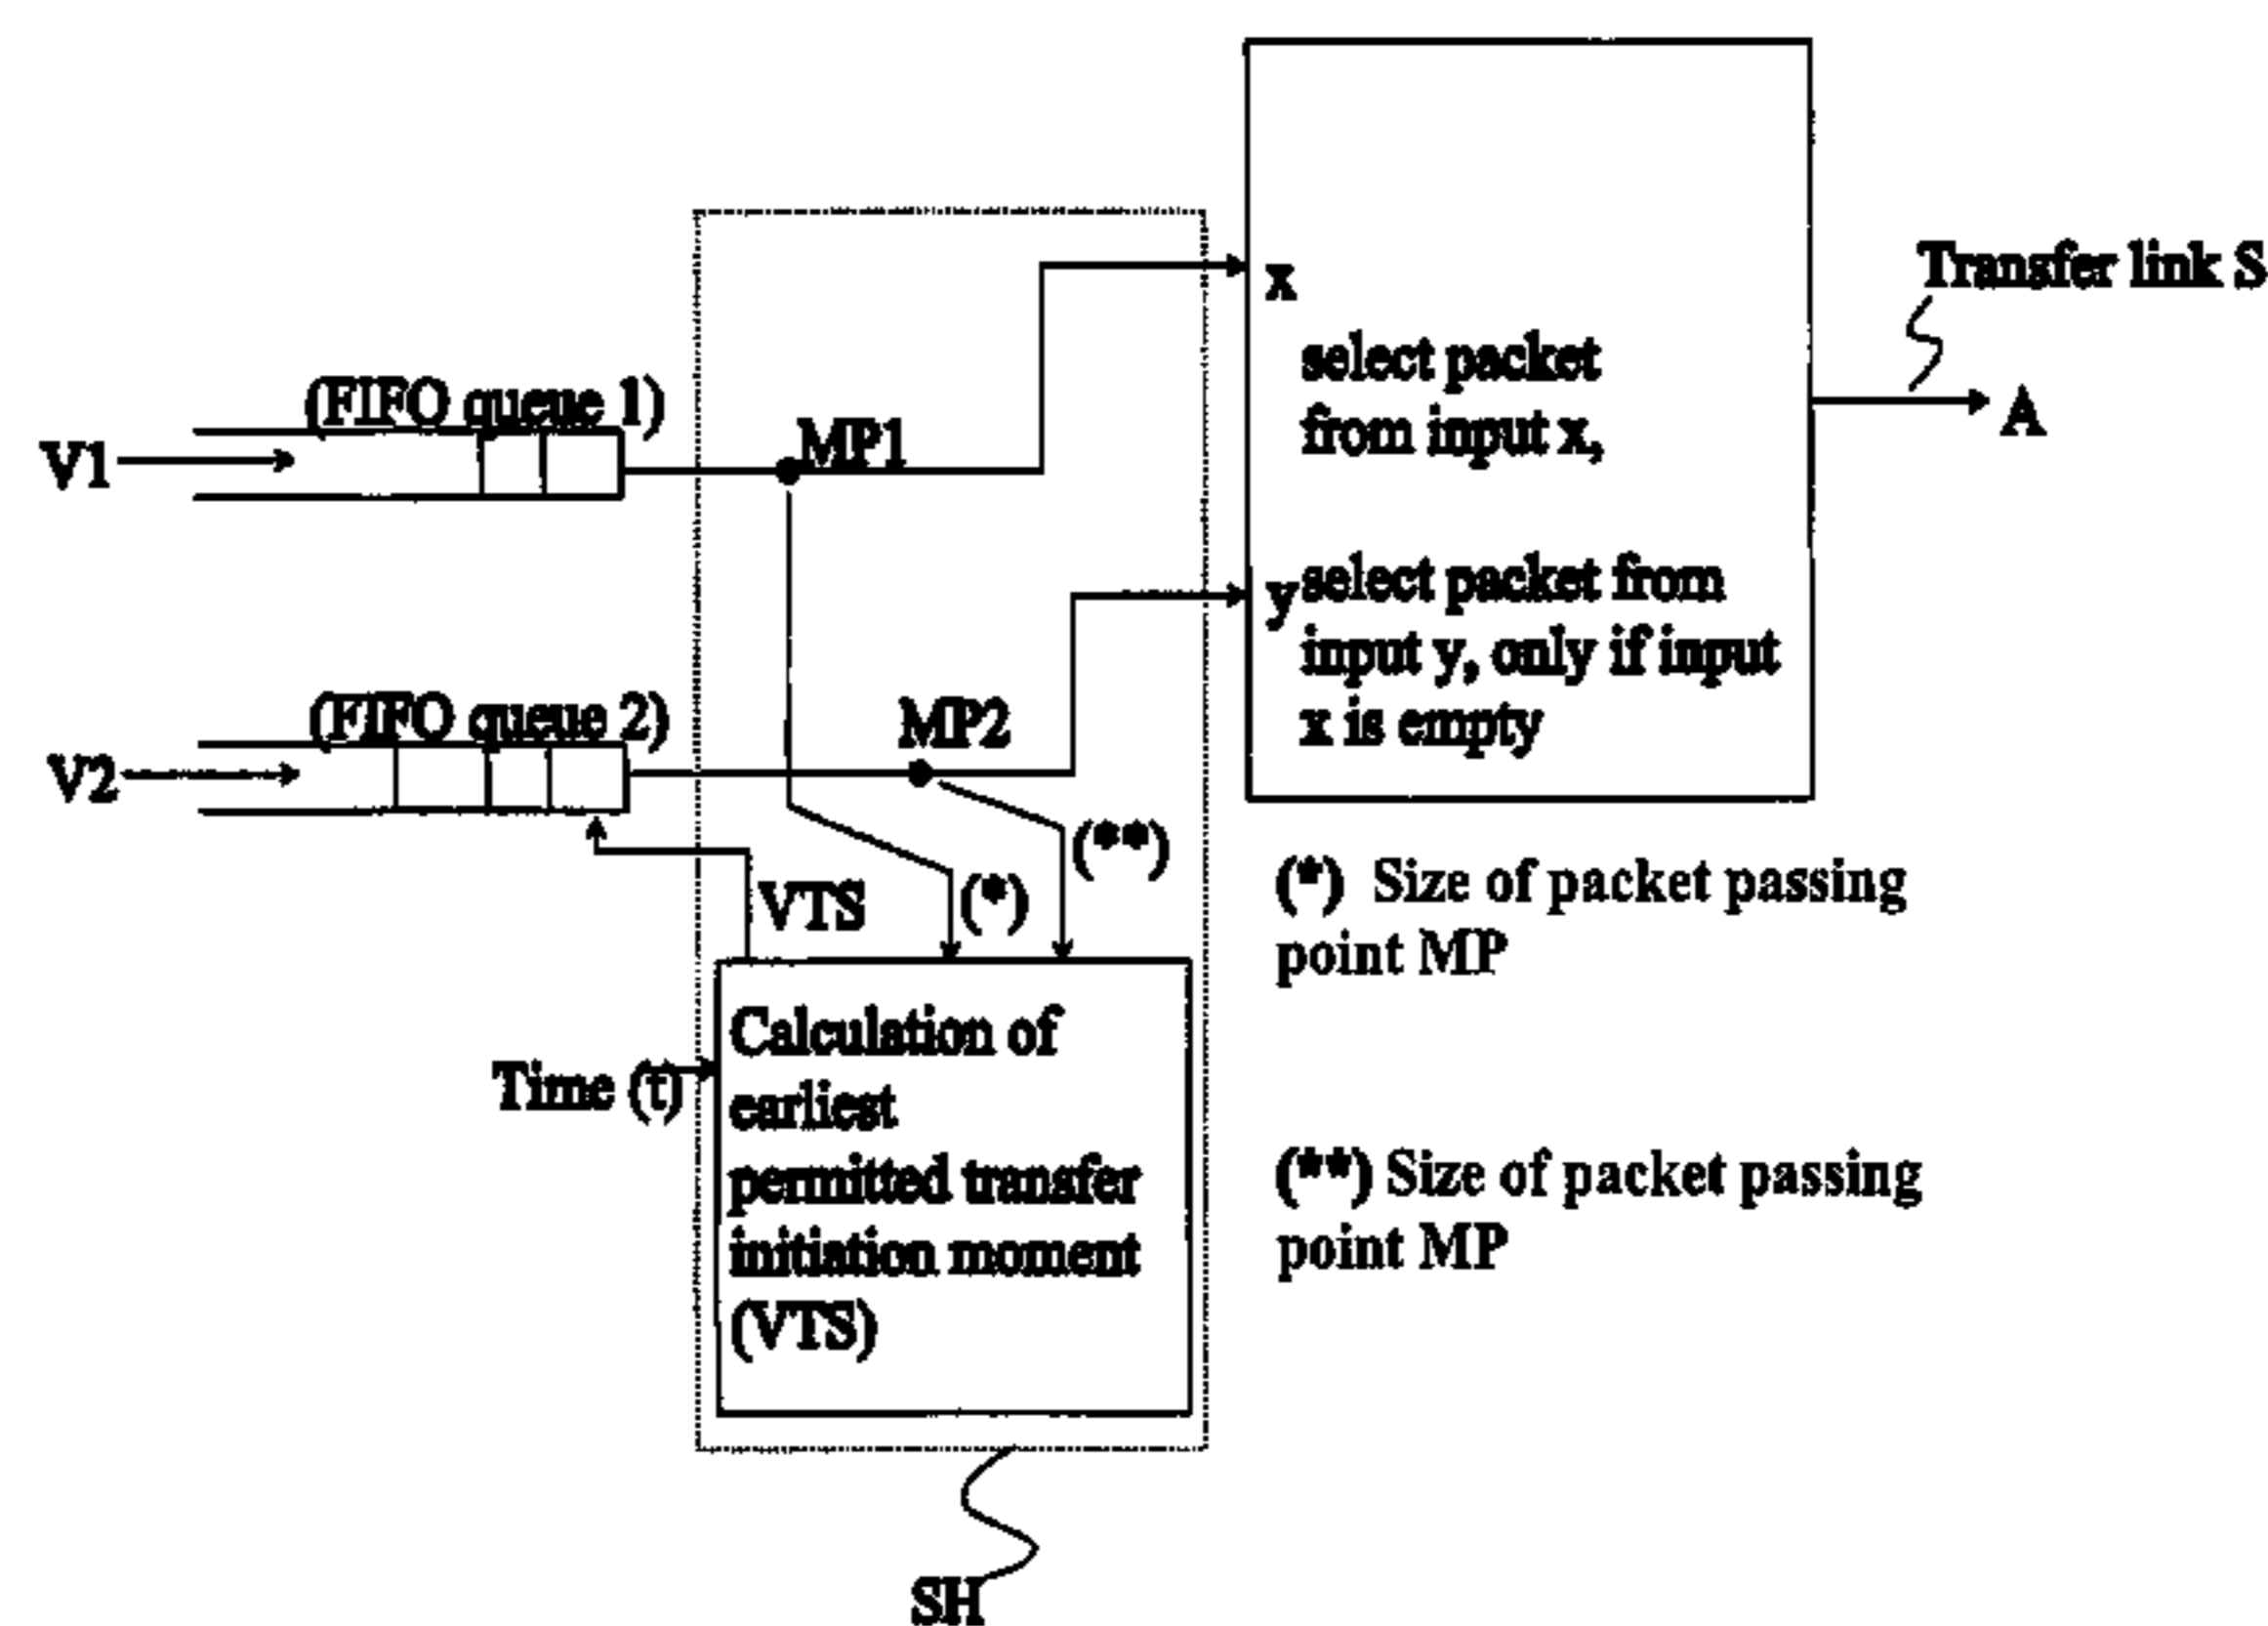 x
Transfer link S
select packet
from input x,
A
(FIFO queue 1)
V1
MP1
y select packet from
input y, only if input
x is empty
(FIFO queue 2)
V2
MP2
(**)
VTS
(*)
(*) Size of packet passing
point MP
Time (t)
Calculation of
earliest
permitted transfer
initiation moment
(VTS)
(**) Size of packet passing
point MP
SH